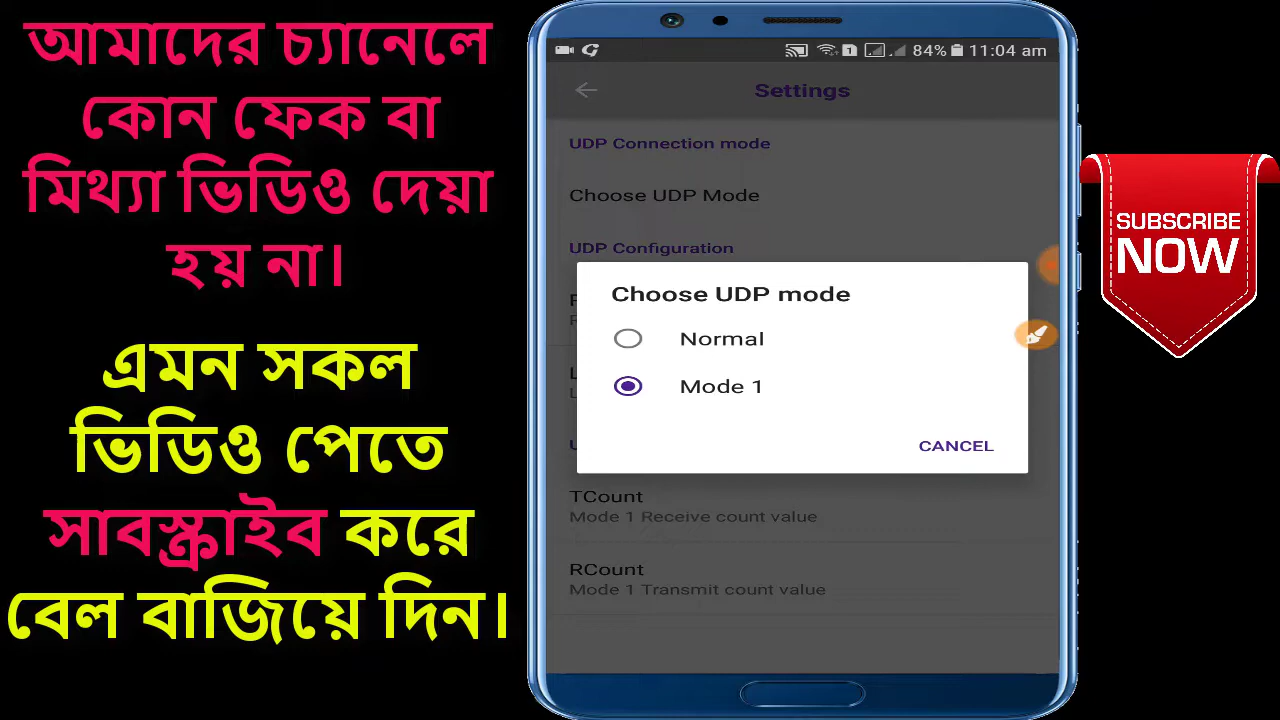 আমাদের চ্যানেলে
কোন ফেক বা
মিথ্যা ভিডিও দেয়া
হয় না।
এমন সকল
ভিডিও পেতে
সাবস্ক্রাইব করে
বেল বাজিয়ে দিন।
84% 11:04 am
Settings
UDP Connection mode
Choose UDP Mode
UDP Configuration
Choose UDP mode
Normal
Mode 1
CANCEL
TCount
Mode 1 Receive count value
RCount
Mode 1 Transmit count value
SUBSCRIBE
NOW